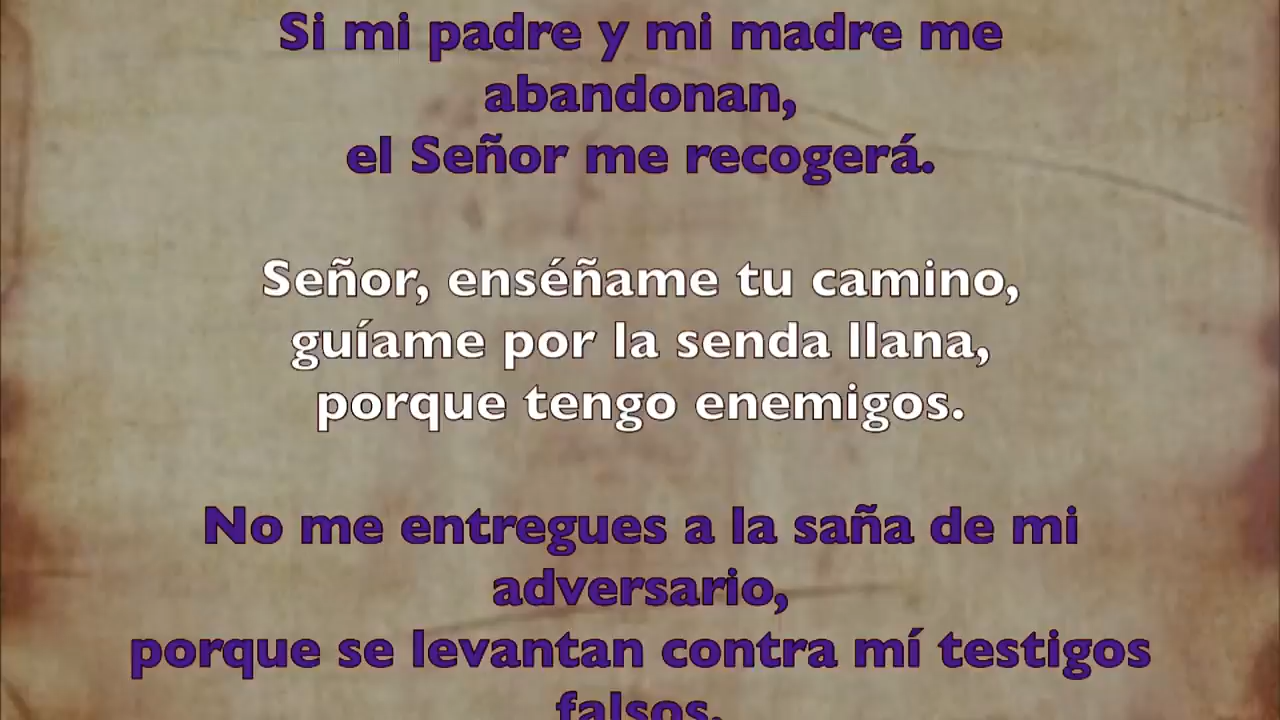 Si mi padre y mi madre me
abandonan,
el Señor me recogerá.
Señor, enséñame tu camino,
guíame por la senda llana,
porque tengo enemigos.
No me entregues a la saña de mi
adversario,
porque se levantan contra mí testigos
falsos.